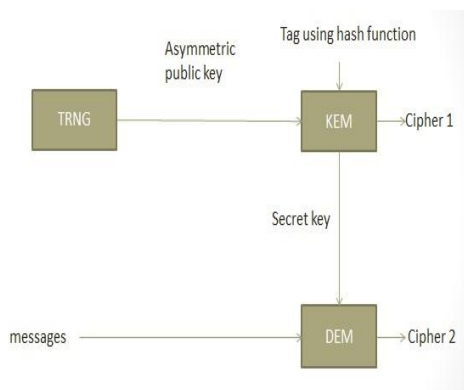 Tag using hash function
Asymmetric
public key
TRNG
KEM
Cipher 1
Secret key
messages
DEM
Cipher 2